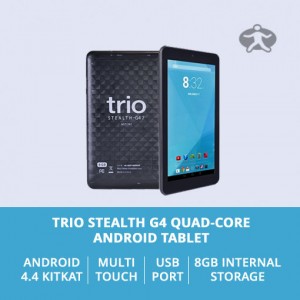 trio
STEALTH G4
8:32
TRIO STEALTH G4 QUAD-CORE
ANDROID TABLET
ANDROID
4.4 KITKAT
MULTI
TOUCH
USB
PORT
8GB INTERNAL
STORAGE